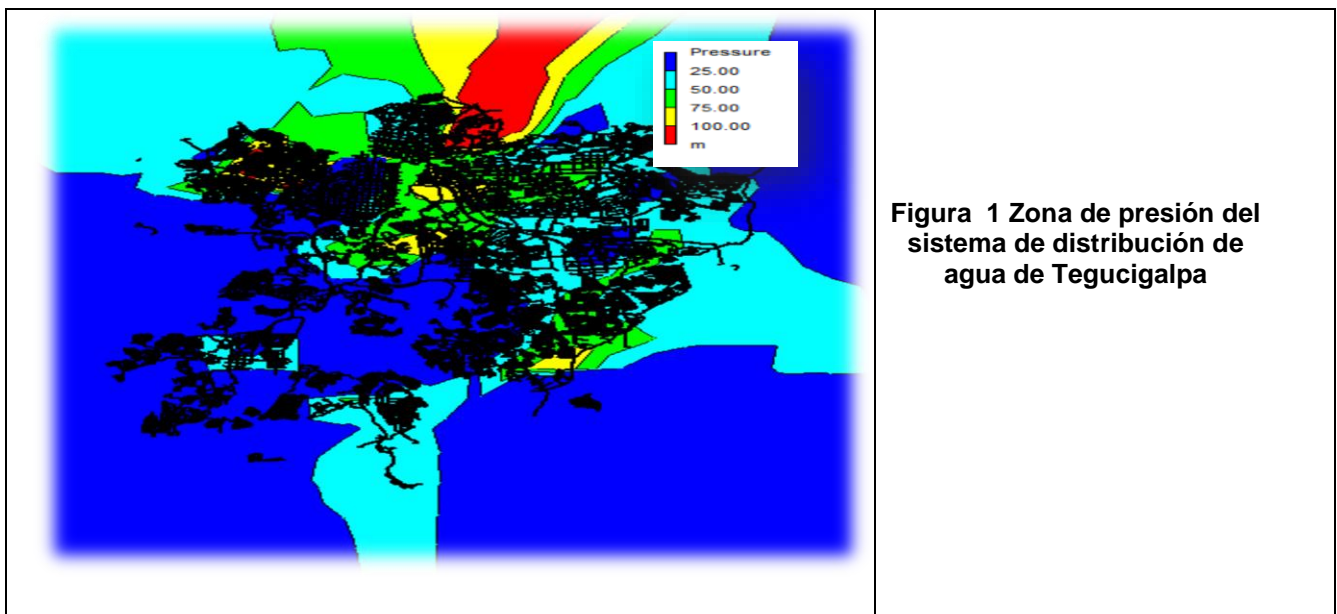 Pressure
25.00
50.00
75.00
100.00
m
Figura 1 Zona de presión del
sistema de distribución de
agua de Tegucigalpa